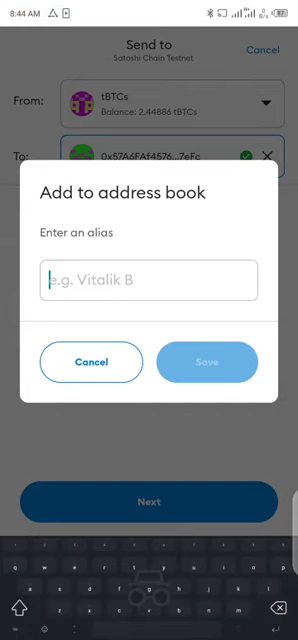 8:44 AM
82
Send to
Cancel
Satoshi Chain Testnet
From:
tBTCs
Balance: 2,44886 tBTCs
To:
0x57A6FAf4576...7eFc
Add to address book
Enter an alias
e.g. Vitalik B
Cancel
Save
Next
q w e r t y u i o p
a s d f g h j k l
z x c v b n m